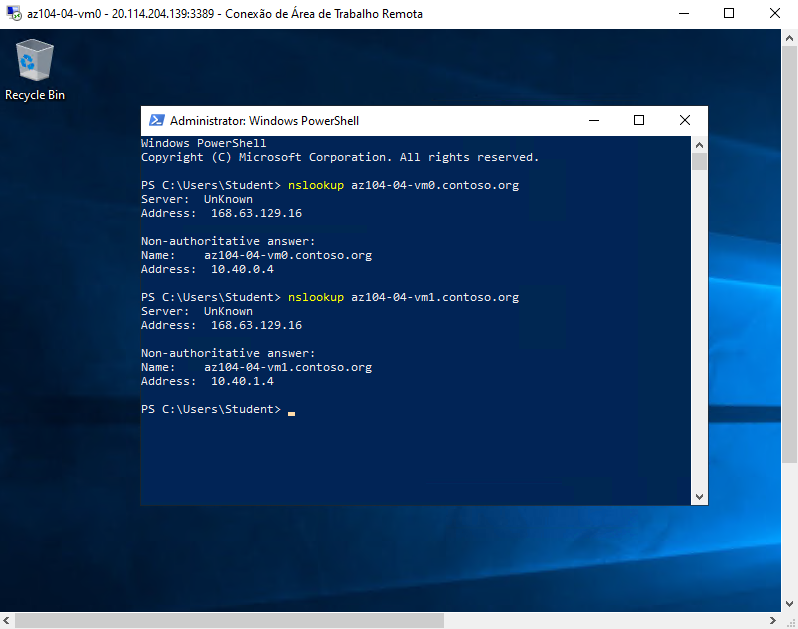 az104-04-vm0 - 20.114.204.139:3389 - Conexão de Área de Trabalho Remota
Recycle Bin
Administrator: Windows PowerShell
Windows PowerShell
Copyright (C) Microsoft Corporation. All rights reserved.
PS C:\Users\Student> nslookup az104-04-vm0.contoso.org
Server:  UnKnown
Address:  168.63.129.16
Non-authoritative answer:
Name:    az104-04-vm0.contoso.org
Address:  10.40.0.4
PS C:\Users\Student> nslookup az104-04-vm1.contoso.org
Server:  UnKnown
Address:  168.63.129.16
Non-authoritative answer:
Name:    az104-04-vm1.contoso.org
Address:  10.40.1.4
PS C:\Users\Student>